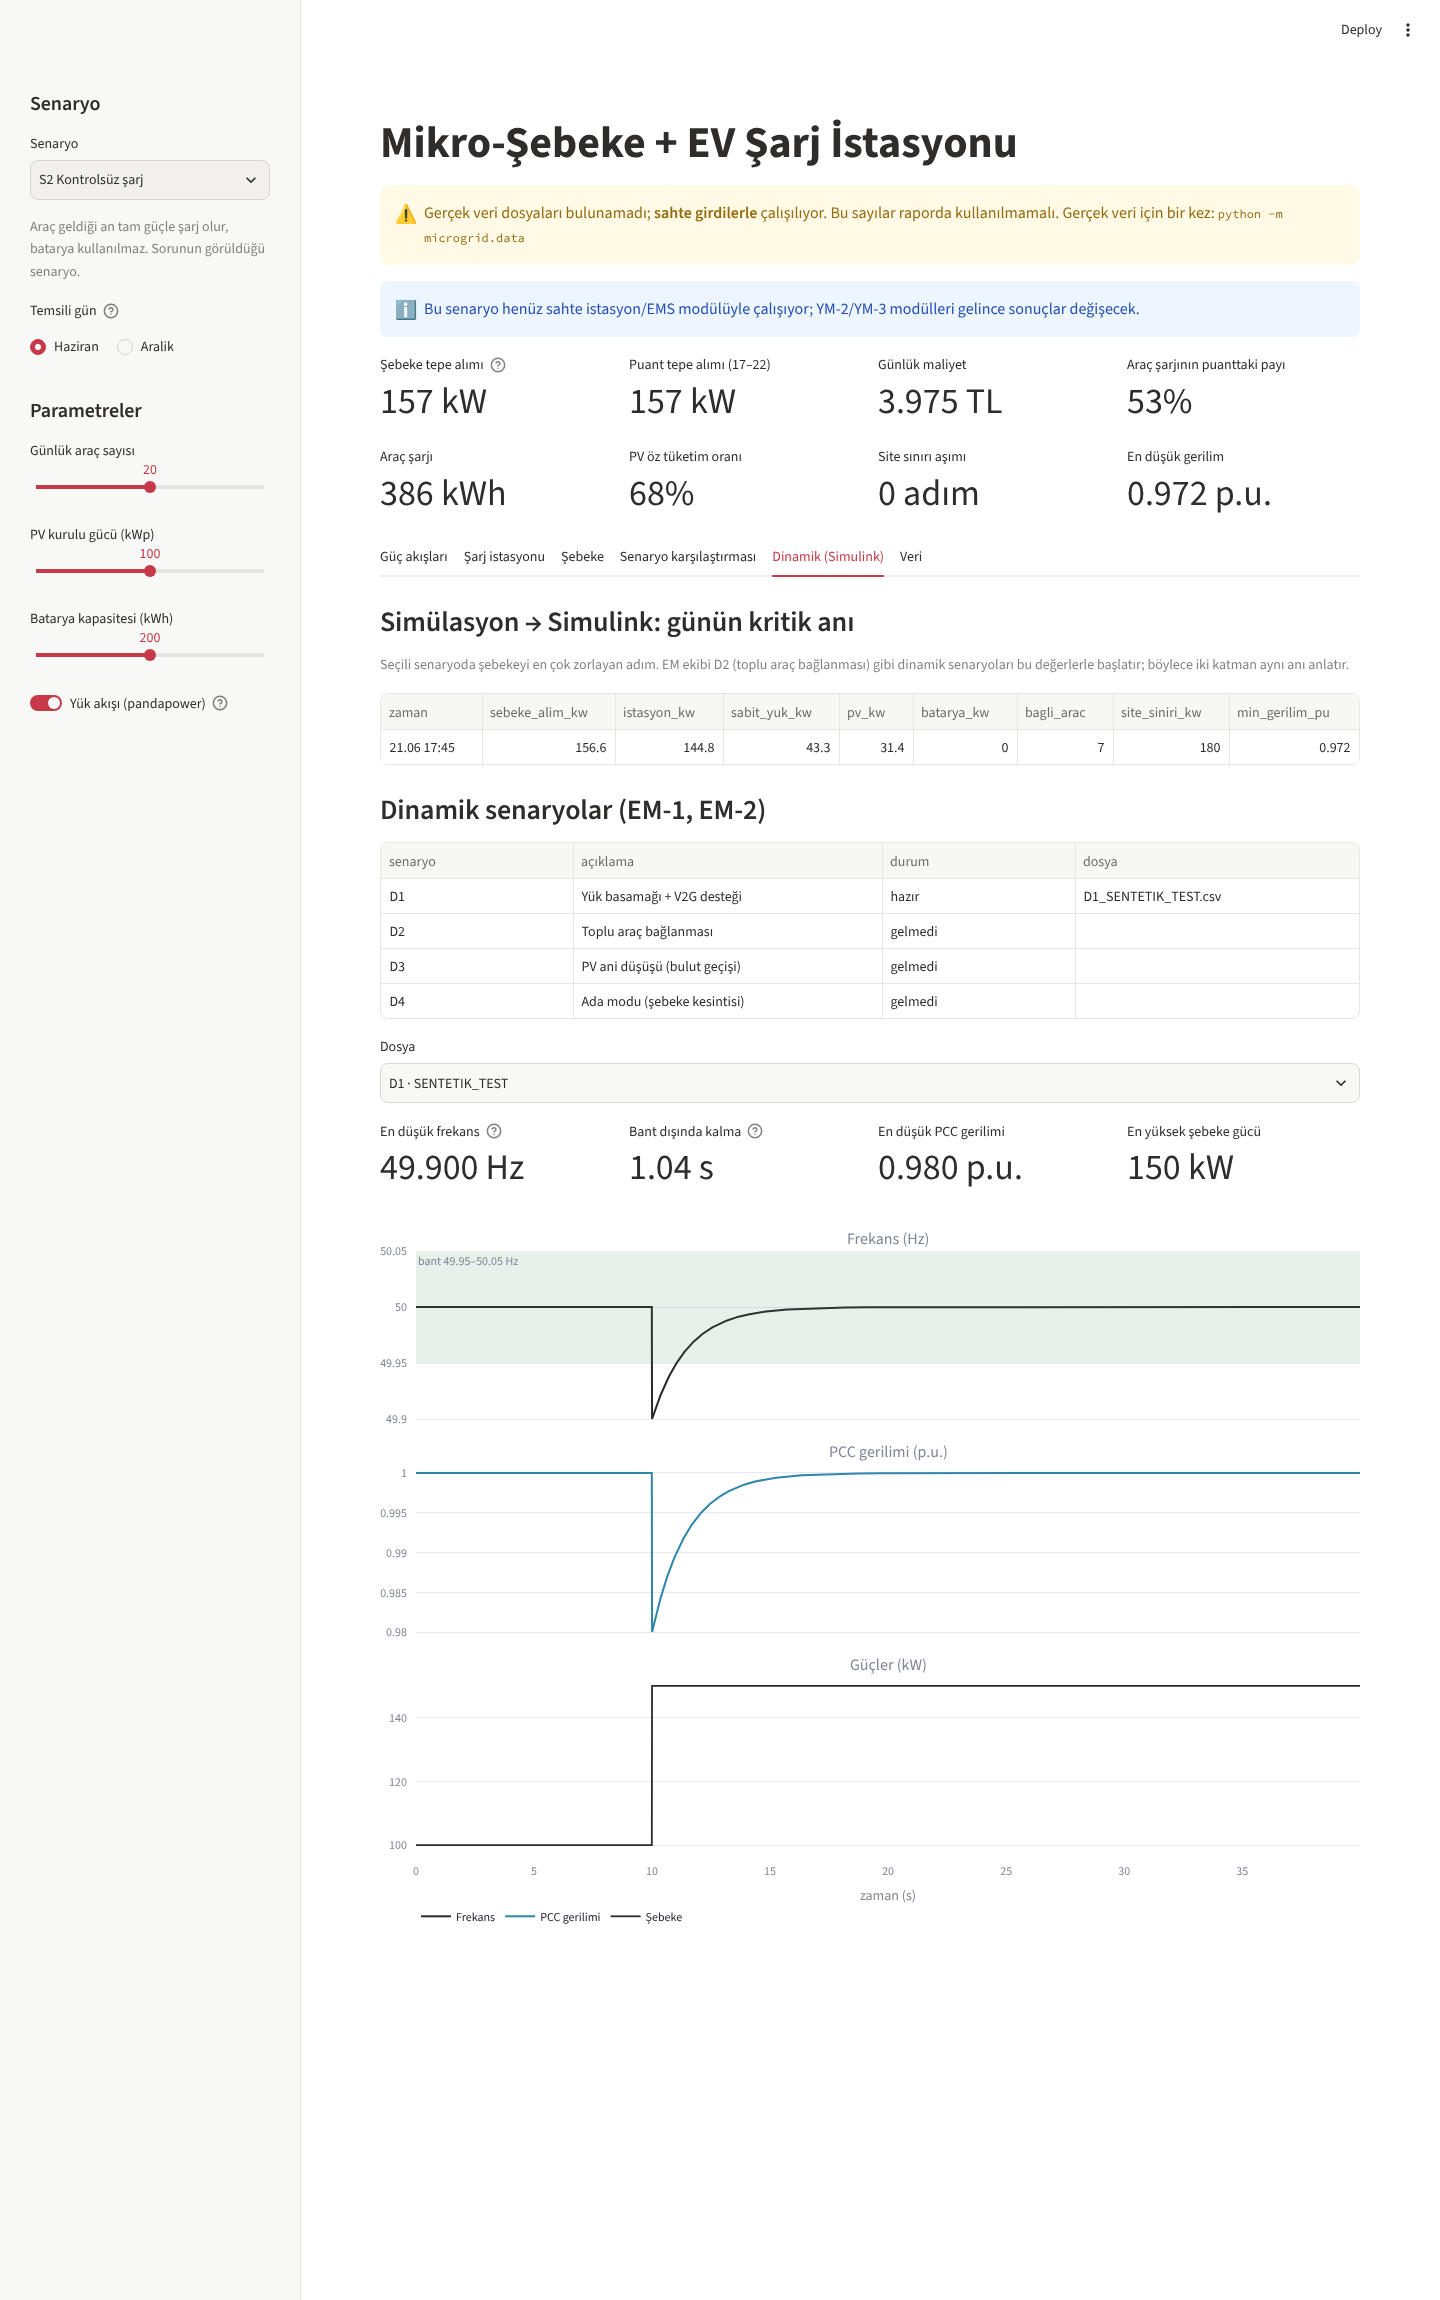 Deploy
Senaryo
Senaryo
S2 Kontrolsüz şarj
Araç geldiği an tam güçle şarj olur,
batarya kullanılmaz. Sorunun görüldüğü
senaryo.
Temsili gün
Haziran Aralik
Parametreler
Günlük araç sayısı
20
PV kurulu gücü (kWp)
100
Batarya kapasitesi (kWh)
200
Yük akışı (pandapower)
Mikro-Şebeke + EV Şarj İstasyonu
Gerçek veri dosyaları bulunamadı; sahte girdilerle çalışılıyor. Bu sayılar raporda kullanılmamalı. Gerçek veri için bir kez: python -m
microgrid.data
Bu senaryo henüz sahte istasyon/EMS modülüyle çalışıyor; YM-2/YM-3 modülleri gelince sonuçlar değişecek.
Şebeke tepe alımı Puant tepe alımı (17–22) Günlük maliyet Araç şarjının puanttaki payı
157 kW 157 kW 3.975 TL 53%
Araç şarjı PV öz tüketim oranı Site sınırı aşımı En düşük gerilim
386 kWh 68% 0 adım 0.972 p.u.
Güç akışları Şarj istasyonu Şebeke Senaryo karşılaştırması Dinamik (Simulink) Veri
Simülasyon → Simulink: günün kritik anı
Seçili senaryoda şebekeyi en çok zorlayan adım. EM ekibi D2 (toplu araç bağlanması) gibi dinamik senaryoları bu değerlerle başlatır; böylece iki katman aynı anı anlatır.
zaman sebeke_alim_kw istasyon_kw sabit_yuk_kw pv_kw batarya_kw bagli_arac site_siniri_kw min_gerilim_pu
21.06 17:45 156.6 144.8 43.3 31.4 0 7 180 0.972
Dinamik senaryolar (EM-1, EM-2)
senaryo açıklama durum dosya
D1 Yük basamağı + V2G desteği hazır D1_SENTETIK_TEST.csv
D2 Toplu araç bağlanması gelmedi
D3 PV ani düşüşü (bulut geçişi) gelmedi
D4 Ada modu (şebeke kesintisi) gelmedi
Dosya
D1 · SENTETIK_TEST
En düşük frekans Bant dışında kalma En düşük PCC gerilimi En yüksek şebeke gücü
49.900 Hz 1.04 s 0.980 p.u. 150 kW
Frekans (Hz)
50.05
bant 49.95–50.05 Hz
50
49.95
49.9
PCC gerilimi (p.u.)
1
0.995
0.99
0.985
0.98
Güçler (kW)
140
120
100
0 5 10 15 20 25 30 35
zaman (s)
Frekans PCC gerilimi Şebeke